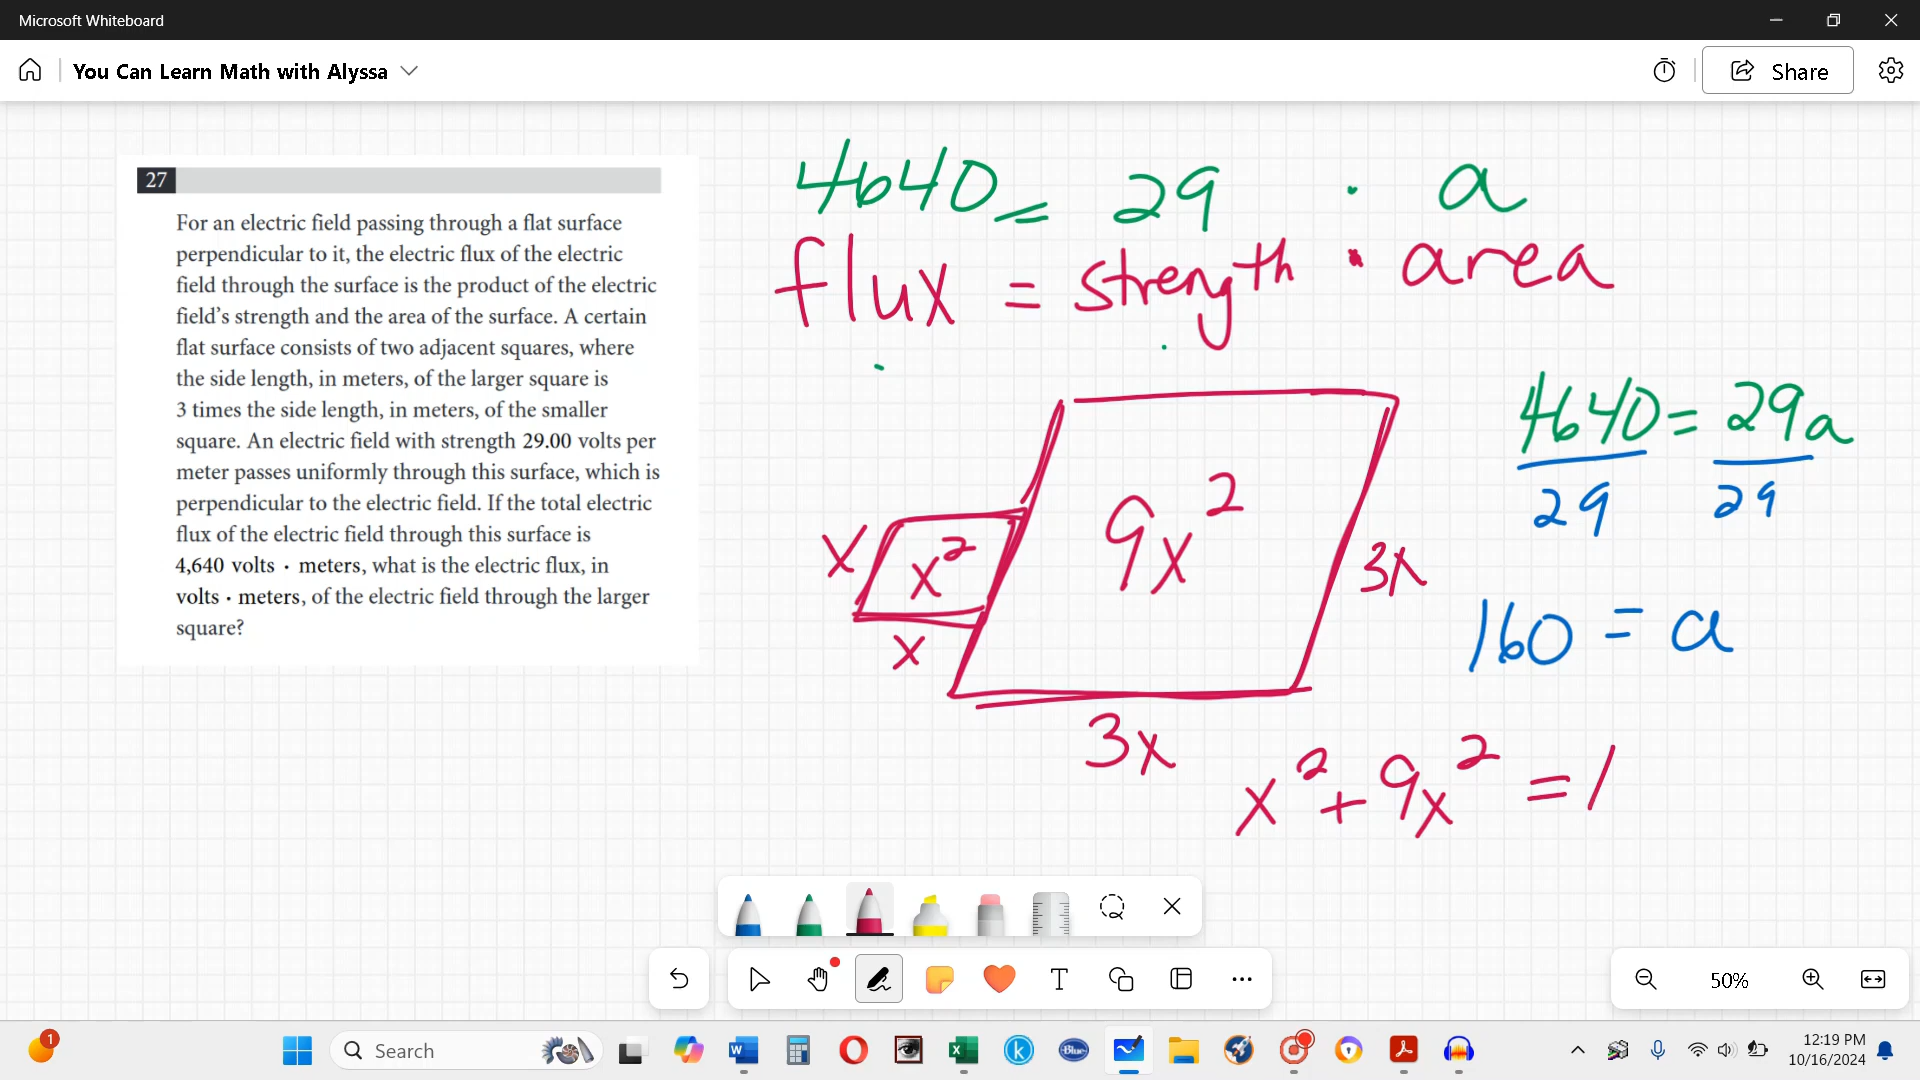 Microsoft Whiteboard
You Can Learn Math with Alyssa
Share
27
For an electric field passing through a flat surface
perpendicular to it, the electric flux of the electric
field through the surface is the product of the electric
field's strength and the area of the surface. A certain
flat surface consists of two adjacent squares, where
the side length, in meters, of the larger square is
3 times the side length, in meters, of the smaller
square. An electric field with strength 29.00 volts per
meter passes uniformly through this surface, which is
perpendicular to the electric field. If the total electric
flux of the electric field through this surface is
4,640 volts · meters, what is the electric flux, in
volts · meters, of the electric field through the larger
square?
4640 = 29 · a
flux = strength · area
4640 = 29a
29 29
9x²
x x²
3x
x
160 = a
3x
x² + 9x² = 1
T
50%
1
Search
Blue
12:19 PM
10/16/2024